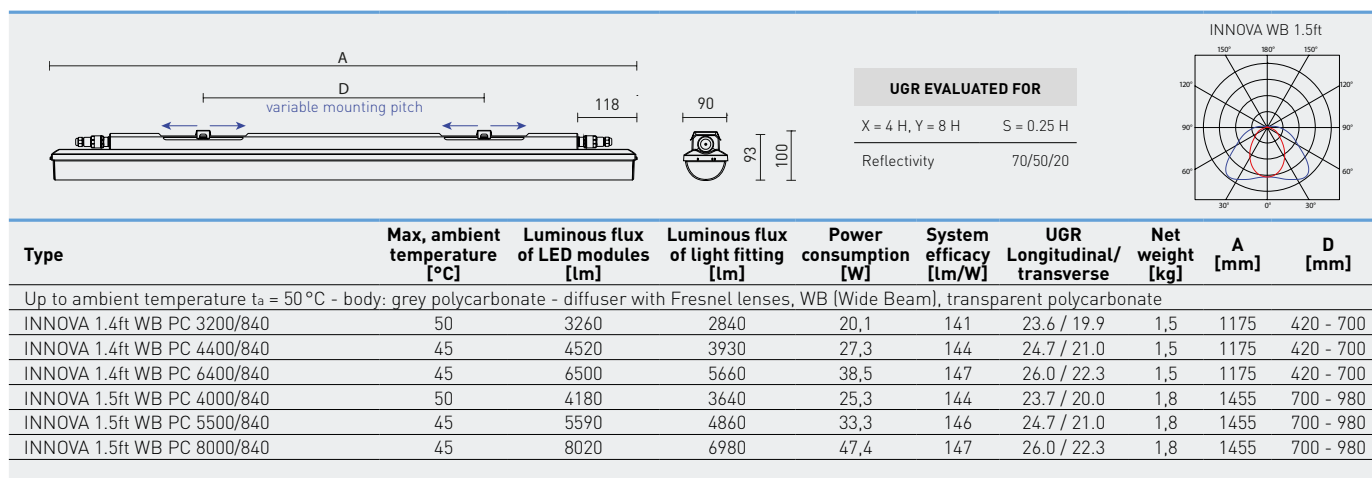 INNOVA WB 1.5ft
150° 180° 150°
120° 120°
90° 90°
60° 60°
30° 0° 30°
A
D
variable mounting pitch
118
90
93
100
UGR EVALUATED FOR
X = 4 H, Y = 8 H S = 0.25 H
Reflectivity 70/50/20
Type Max, ambient temperature [°C] Luminous flux of LED modules [lm] Luminous flux of light fitting [lm] Power consumption [W] System efficacy [lm/W] UGR Longitudinal/ transverse Net weight [kg] A [mm] D [mm]
Up to ambient temperature ta = 50°C - body: grey polycarbonate - diffuser with Fresnel lenses, WB (Wide Beam), transparent polycarbonate
INNOVA 1.4ft WB PC 3200/840 50 3260 2840 20,1 141 23.6 / 19.9 1,5 1175 420 - 700
INNOVA 1.4ft WB PC 4400/840 45 4520 3930 27,3 144 24.7 / 21.0 1,5 1175 420 - 700
INNOVA 1.4ft WB PC 6400/840 45 6500 5660 38,5 147 26.0 / 22.3 1,5 1175 420 - 700
INNOVA 1.5ft WB PC 4000/840 50 4180 3640 25,3 144 23.7 / 20.0 1,8 1455 700 - 980
INNOVA 1.5ft WB PC 5500/840 45 5590 4860 33,3 146 24.7 / 21.0 1,8 1455 700 - 980
INNOVA 1.5ft WB PC 8000/840 45 8020 6980 47,4 147 26.0 / 22.3 1,8 1455 700 - 980